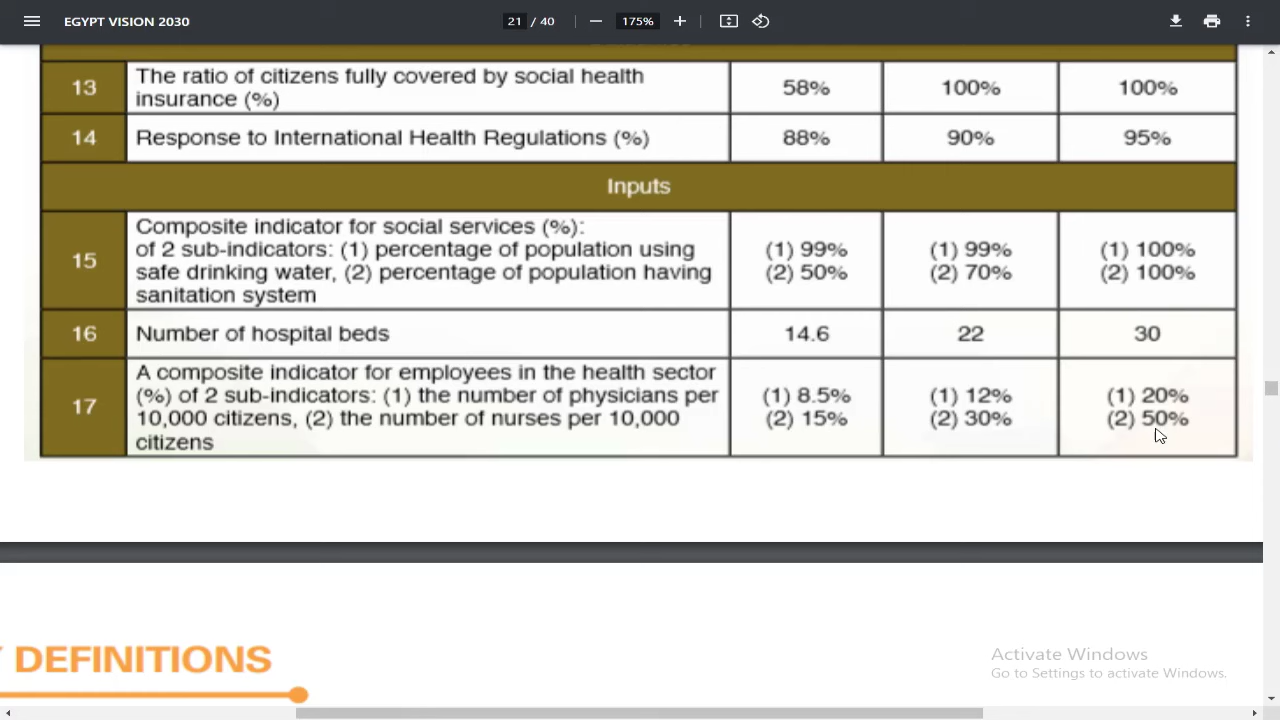 EGYPT VISION 2030
21 / 40
175%
13
The ratio of citizens fully covered by social health
insurance (%)
58%
100%
100%
14
Response to International Health Regulations (%)
88%
90%
95%
Inputs
15
Composite indicator for social services (%):
of 2 sub-indicators: (1) percentage of population using
safe drinking water, (2) percentage of population having
sanitation system
(1) 99%
(2) 50%
(1) 99%
(2) 70%
(1) 100%
(2) 100%
16
Number of hospital beds
14.6
22
30
17
A composite indicator for employees in the health sector
(%) of 2 sub-indicators: (1) the number of physicians per
10,000 citizens, (2) the number of nurses per 10,000
citizens
(1) 8.5%
(2) 15%
(1) 12%
(2) 30%
(1) 20%
(2) 50%
DEFINITIONS
Activate Windows
Go to Settings to activate Windows.